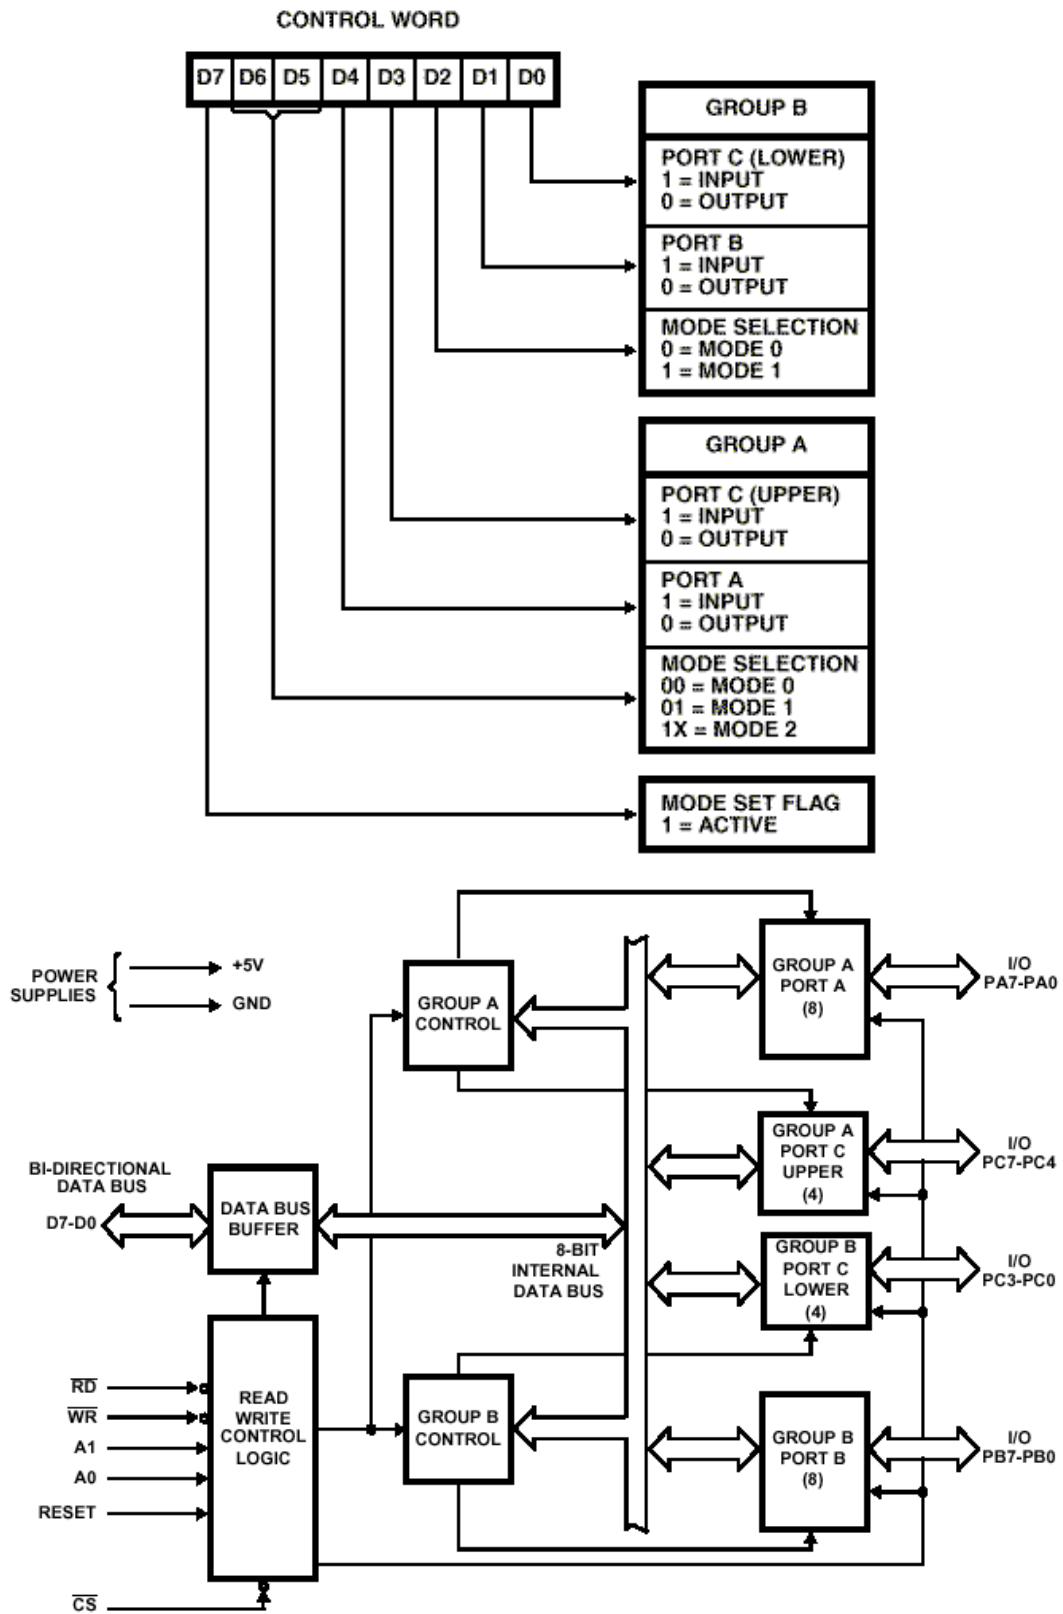 CONTROL WORD
D7 D6 D5 D4 D3 D2 D1 D0
GROUP B
PORT C (LOWER)
1 = INPUT
0 = OUTPUT
PORT B
1 = INPUT
0 = OUTPUT
MODE SELECTION
0 = MODE 0
1 = MODE 1
GROUP A
PORT C (UPPER)
1 = INPUT
0 = OUTPUT
PORT A
1 = INPUT
0 = OUTPUT
MODE SELECTION
00 = MODE 0
01 = MODE 1
1X = MODE 2
MODE SET FLAG
1 = ACTIVE
POWER
SUPPLIES
+5V
GND
GROUP A
CONTROL
GROUP A
PORT A
(8)
I/O
PA7-PA0
GROUP A
PORT C
UPPER
(4)
I/O
PC7-PC4
BI-DIRECTIONAL
DATA BUS
D7-D0
DATA BUS
BUFFER
8-BIT
INTERNAL
DATA BUS
GROUP B
PORT C
LOWER
(4)
I/O
PC3-PC0
RD
WR
A1
A0
RESET
CS
READ
WRITE
CONTROL
LOGIC
GROUP B
CONTROL
GROUP B
PORT B
(8)
I/O
PB7-PB0